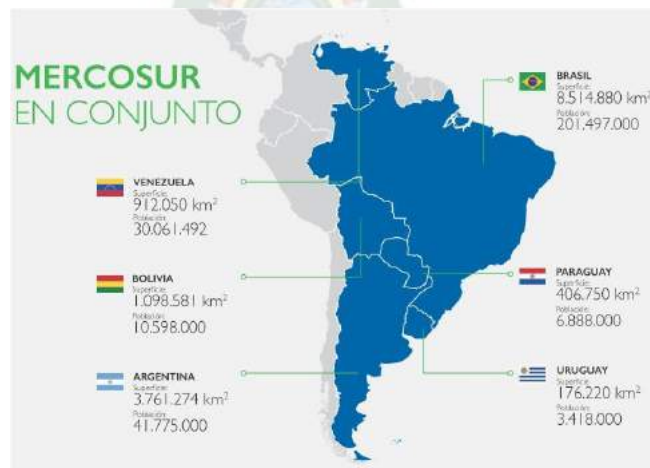 MERCOSUR
EN CONJUNTO
BRASIL
Superficie:
8.514.880 km²
Población:
201.497.000
VENEZUELA
Superficie:
912.050 km²
Población:
30.061.492
BOLIVIA
Superficie:
1.098.581 km²
Población:
10.598.000
PARAGUAY
Superficie:
406.750 km²
Población:
6.888.000
ARGENTINA
Superficie:
3.761.274 km²
Población:
41.775.000
URUGUAY
Superficie:
176.220 km²
Población:
3.418.000